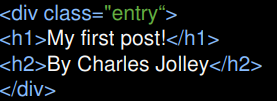 <div class="entry“>
<h1>My first post!</h1>
<h2>By Charles Jolley</h2>
</div>